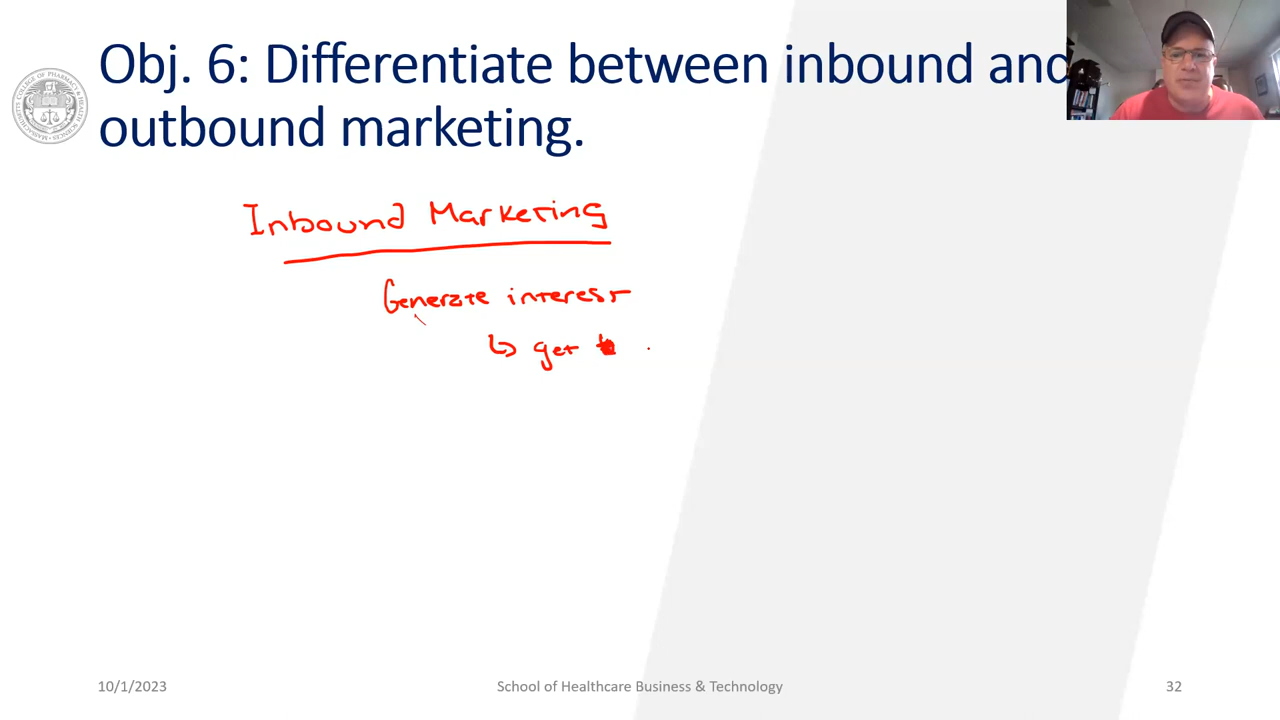 Obj. 6: Differentiate between inbound and
outbound marketing.
Inbound Marketing
Generate interest
↳ get
10/1/2023
School of Healthcare Business & Technology
32